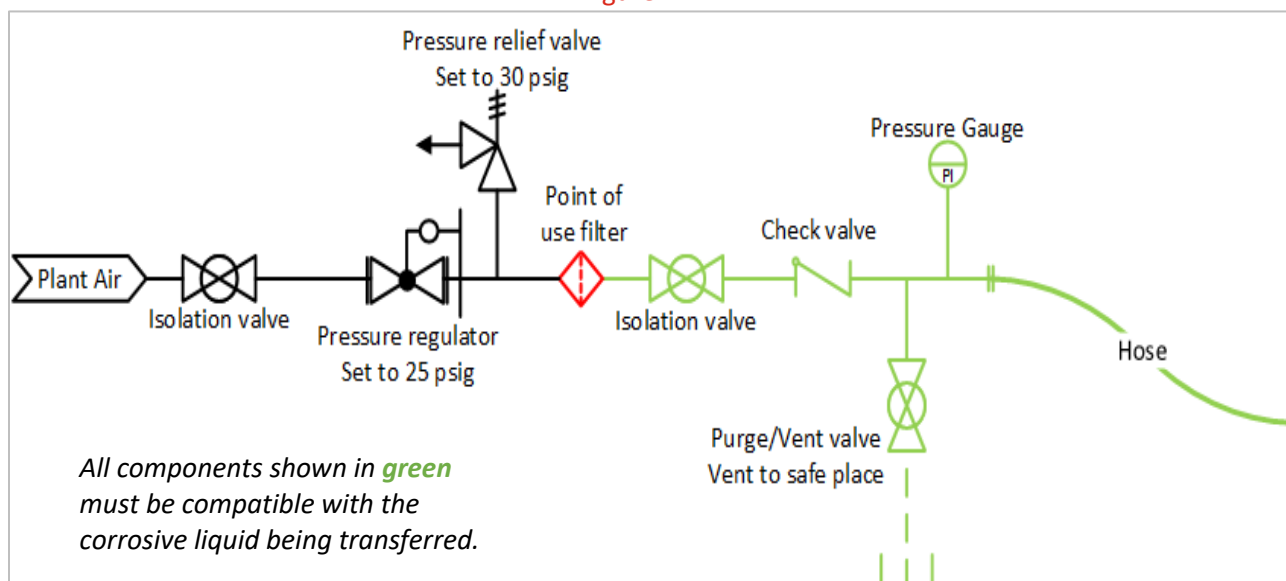 Pressure relief valve
Set to 30 psig
Pressure Gauge
PI
Point of
use filter
Check valve
Plant Air
Isolation valve
Pressure regulator
Set to 25 psig
Isolation valve
Hose
Purge/Vent valve
Vent to safe place
All components shown in green
must be compatible with the
corrosive liquid being transferred.